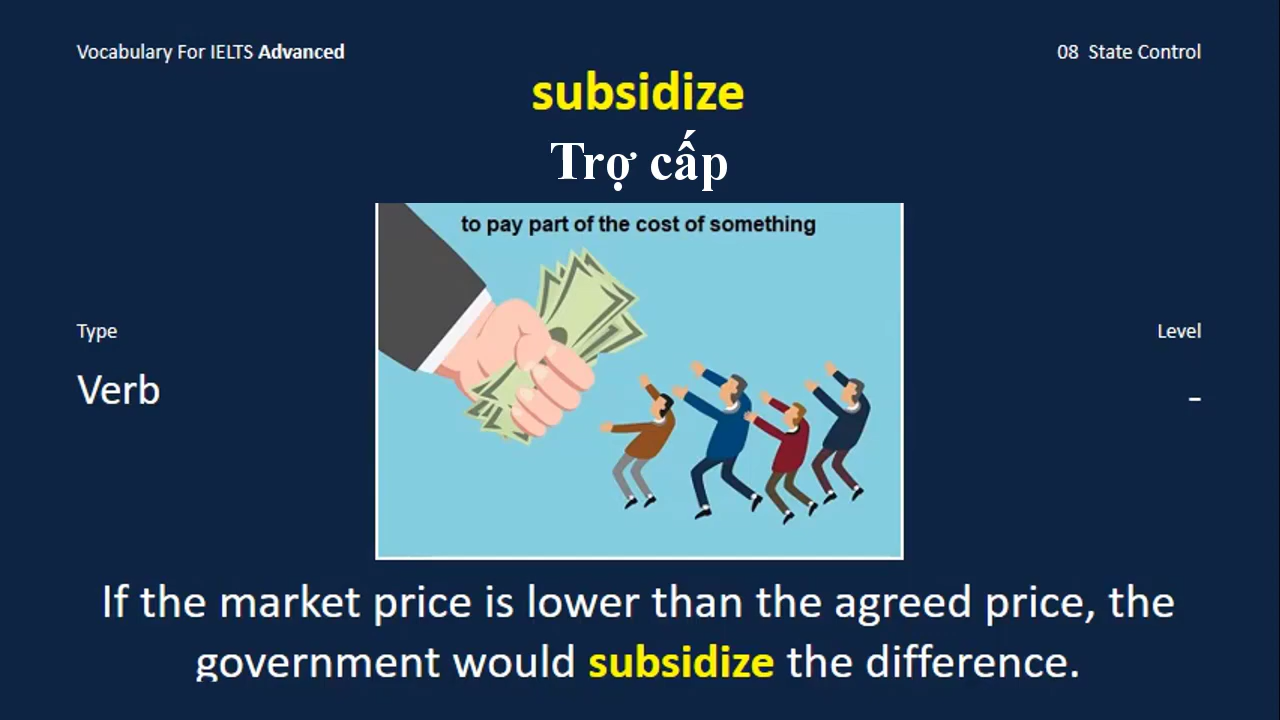 Vocabulary For IELTS Advanced
08 State Control
subsidize
Trợ cấp
to pay part of the cost of something
Type
Level
Verb
-
If the market price is lower than the agreed price, the
government would subsidize the difference.